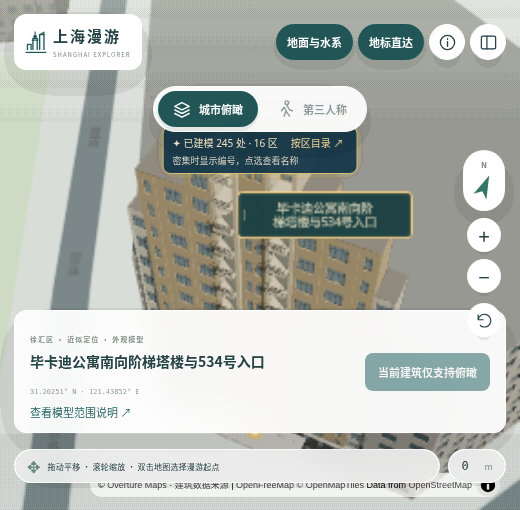 上海漫游
SHANGHAI EXPLORER
地面与水系
地标直达
城市俯瞰
第三人称
✦ 已建模 245 处 · 16 区 按区目录 ↗
密集时显示编号，点选查看名称
N
毕卡迪公寓南向阶
梯塔楼与534号入口
+
−
徐汇区 · 近似定位 · 外观模型
毕卡迪公寓南向阶梯塔楼与534号入口
当前建筑仅支持俯瞰
31.20251° N · 121.43852° E
查看模型范围说明 ↗
拖动平移 · 滚轮缩放 · 双击地图选择漫游起点
0 m
© Overture Maps · 建筑数据来源 | OpenFreeMap © OpenMapTiles Data from OpenStreetMap